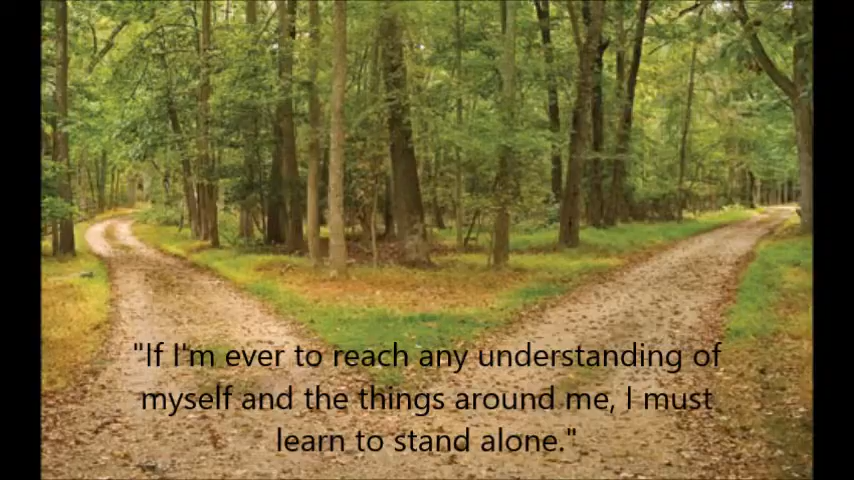 "If I'm ever to reach any understanding of
myself and the things around me, I must
learn to stand alone."